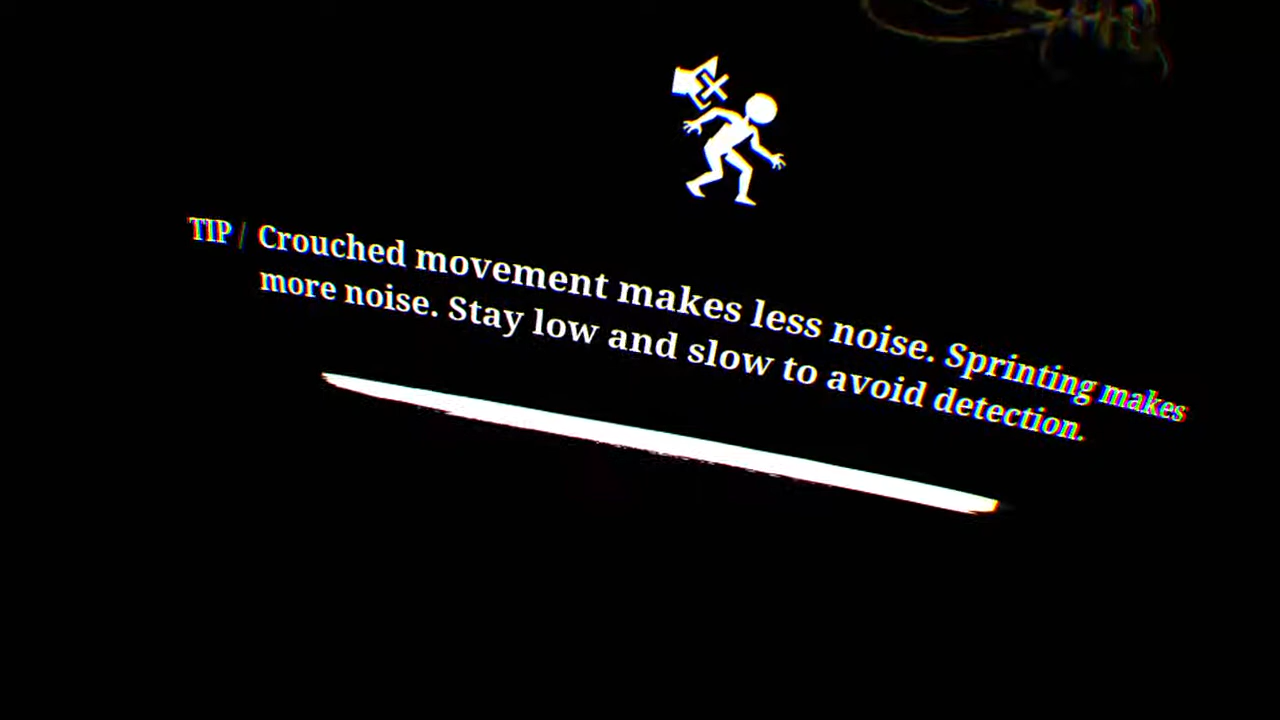 TIP / Crouched movement makes less noise. Sprinting makes
more noise. Stay low and slow to avoid detection.